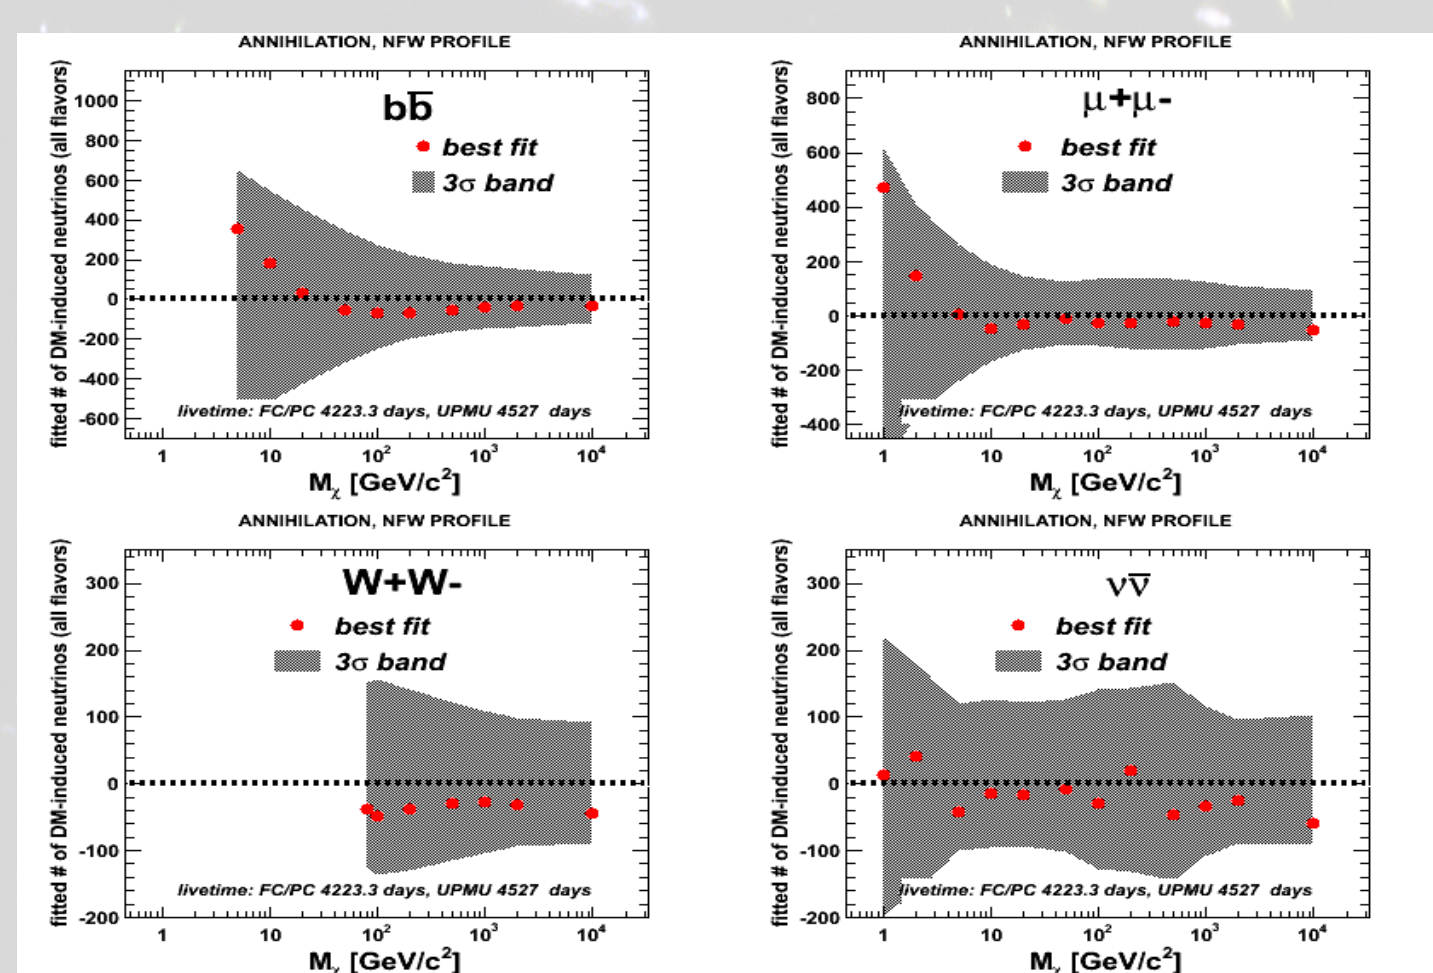 ANNIHILATION, NFW PROFILE
bb̅
best fit
3σ band
fitted # of DM-induced neutrinos (all flavors)
1000
800
600
400
200
0
-200
-400
-600
livetime: FC/PC 4223.3 days, UPMU 4527 days
1 10 10² 10³ 10⁴
Mχ [GeV/c²]
ANNIHILATION, NFW PROFILE
μ+μ-
best fit
3σ band
fitted # of DM-induced neutrinos (all flavors)
800
600
400
200
0
-200
-400
livetime: FC/PC 4223.3 days, UPMU 4527 days
1 10 10² 10³ 10⁴
Mχ [GeV/c²]
ANNIHILATION, NFW PROFILE
W+W-
best fit
3σ band
fitted # of DM-induced neutrinos (all flavors)
300
200
100
0
-100
-200
livetime: FC/PC 4223.3 days, UPMU 4527 days
1 10 10² 10³ 10⁴
Mχ [GeV/c²]
ANNIHILATION, NFW PROFILE
νν̅
best fit
3σ band
fitted # of DM-induced neutrinos (all flavors)
300
200
100
0
-100
-200
livetime: FC/PC 4223.3 days, UPMU 4527 days
1 10 10² 10³ 10⁴
Mχ [GeV/c²]